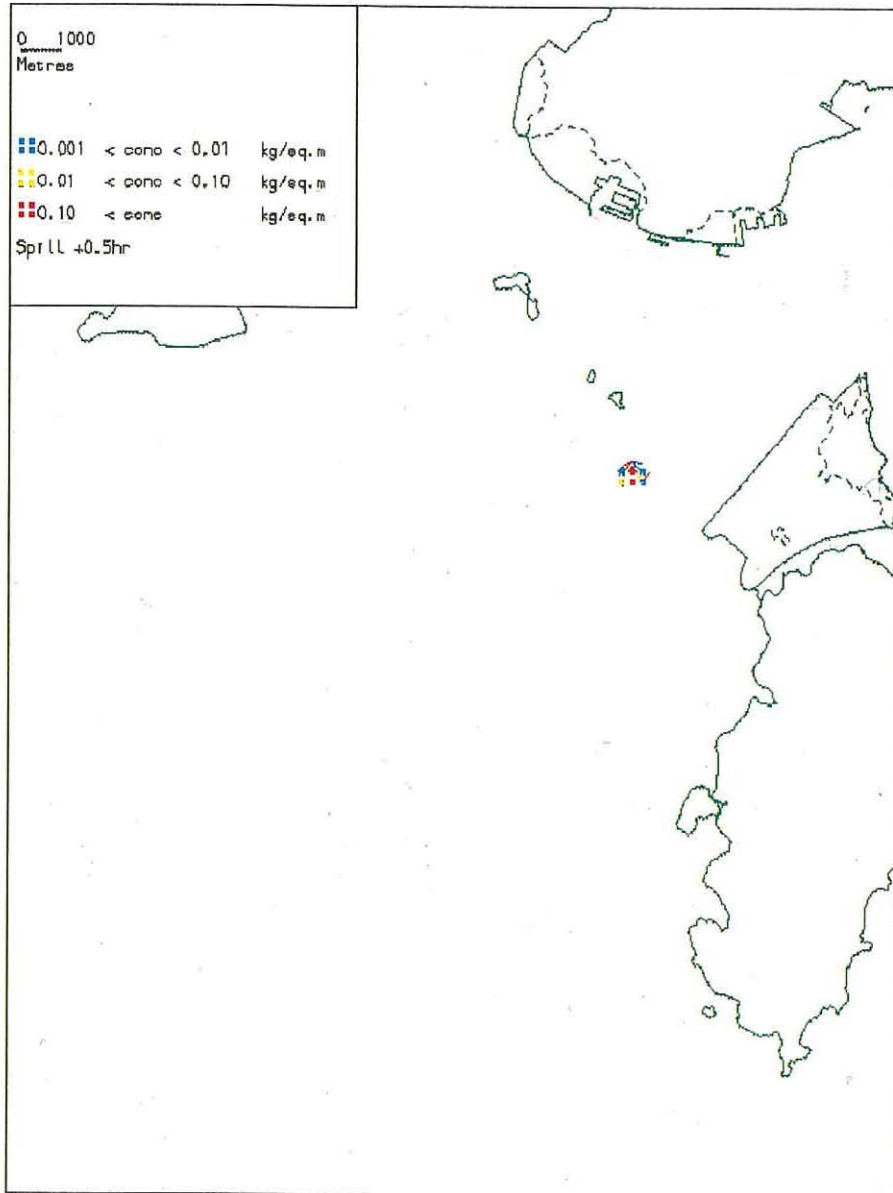 0 1000
Metres
0.001 < conc < 0.01 kg/sq.m
0.01 < conc < 0.10 kg/sq.m
0.10 < conc kg/sq.m
Spill +0.5hr